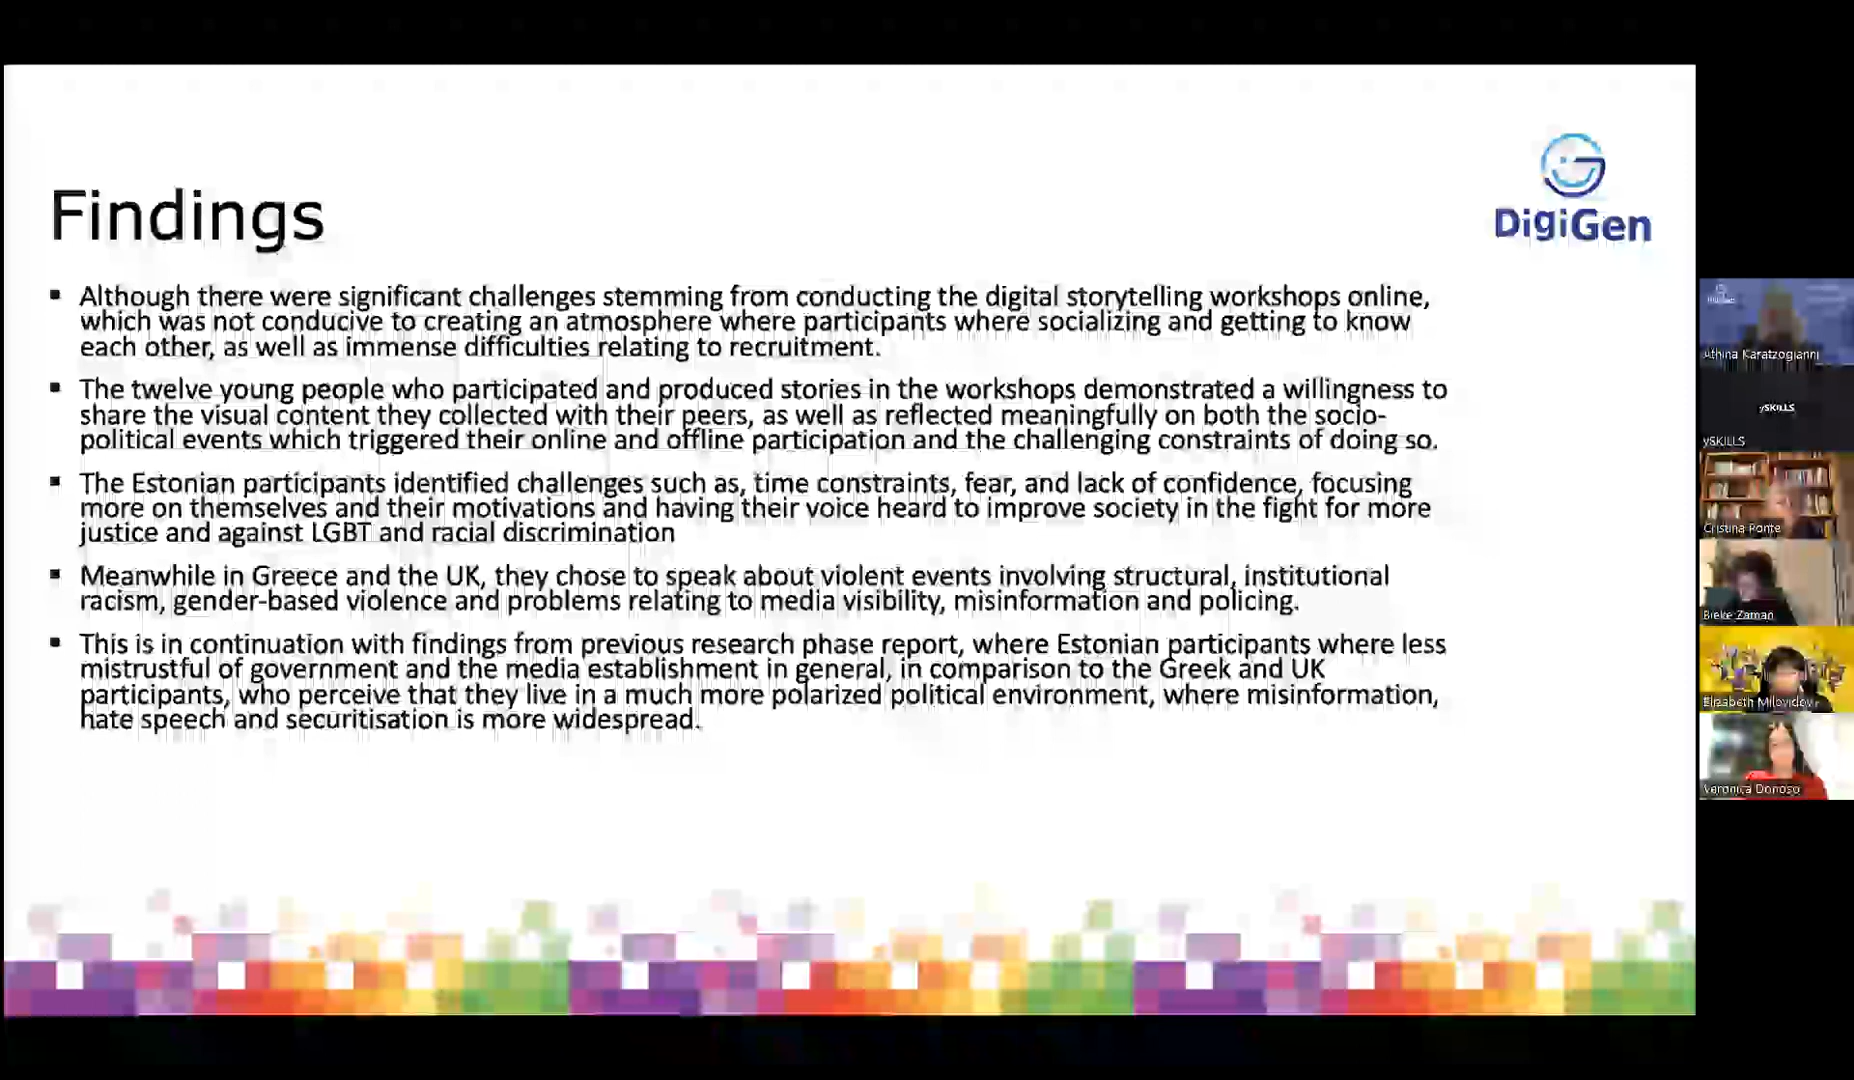 Findings
DigiGen
▪ Although there were significant challenges stemming from conducting the digital storytelling workshops online,
which was not conducive to creating an atmosphere where participants where socializing and getting to know
each other, as well as immense difficulties relating to recruitment.
▪ The twelve young people who participated and produced stories in the workshops demonstrated a willingness to
share the visual content they collected with their peers, as well as reflected meaningfully on both the socio-
political events which triggered their online and offline participation and the challenging constraints of doing so.
▪ The Estonian participants identified challenges such as, time constraints, fear, and lack of confidence, focusing
more on themselves and their motivations and having their voice heard to improve society in the fight for more
justice and against LGBT and racial discrimination
▪ Meanwhile in Greece and the UK, they chose to speak about violent events involving structural, institutional
racism, gender-based violence and problems relating to media visibility, misinformation and policing.
▪ This is in continuation with findings from previous research phase report, where Estonian participants where less
mistrustful of government and the media establishment in general, in comparison to the Greek and UK
participants, who perceive that they live in a much more polarized political environment, where misinformation,
hate speech and securitisation is more widespread.
Athina Karatzogianni
ySKILLS
ySKILLS
Cristina Ponte
Bieke Zaman
Elizabeth Milovidov
Veronica Donoso